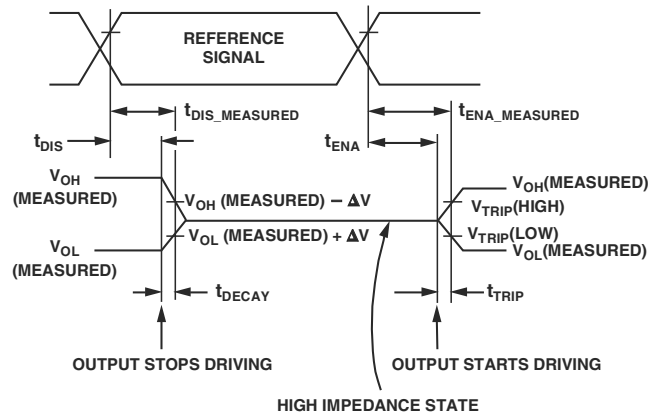 REFERENCE
SIGNAL
tDIS_MEASURED
tENA_MEASURED
tDIS
tENA
VOH
(MEASURED)
VOH (MEASURED) − ΔV
VOH(MEASURED)
VTRIP(HIGH)
VOL
(MEASURED)
VOL (MEASURED) + ΔV
VTRIP(LOW)
VOL(MEASURED)
tDECAY
tTRIP
OUTPUT STOPS DRIVING
OUTPUT STARTS DRIVING
HIGH IMPEDANCE STATE